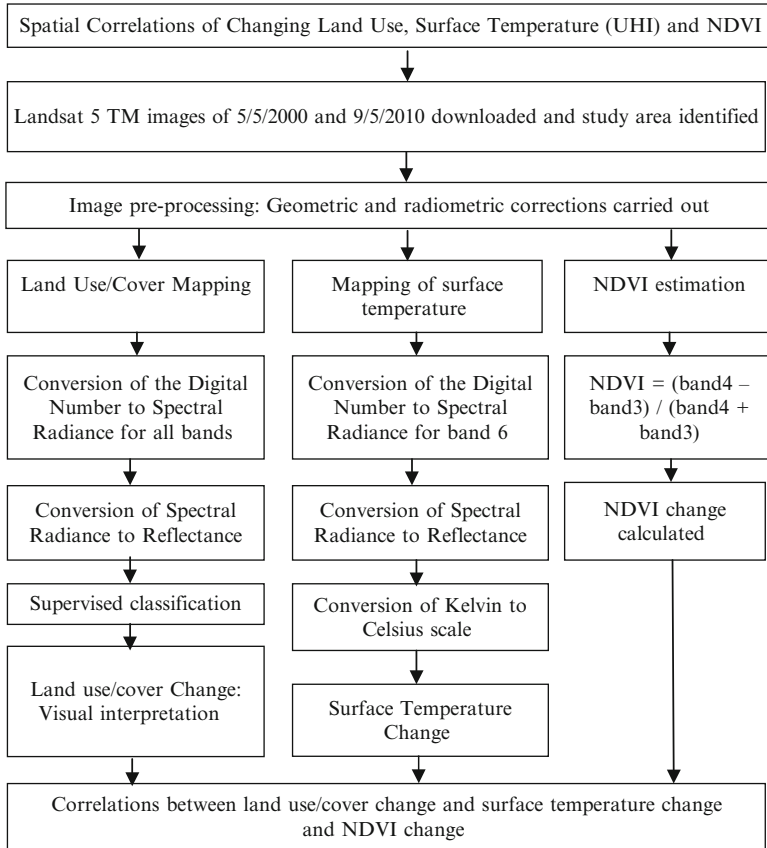 Spatial Correlations of Changing Land Use, Surface Temperature (UHI) and NDVI
Landsat 5 TM images of 5/5/2000 and 9/5/2010 downloaded and study area identified
Image pre-processing: Geometric and radiometric corrections carried out
Land Use/Cover Mapping
Conversion of the Digital
Number to Spectral
Radiance for all bands
Conversion of Spectral
Radiance to Reflectance
Supervised classification
Land use/cover Change:
Visual interpretation
Mapping of surface
temperature
Conversion of the Digital
Number to Spectral
Radiance for band 6
Conversion of Spectral
Radiance to Reflectance
Conversion of Kelvin to
Celsius scale
Surface Temperature
Change
NDVI estimation
NDVI = (band4 –
band3) / (band4 +
band3)
NDVI change
calculated
Correlations between land use/cover change and surface temperature change
and NDVI change